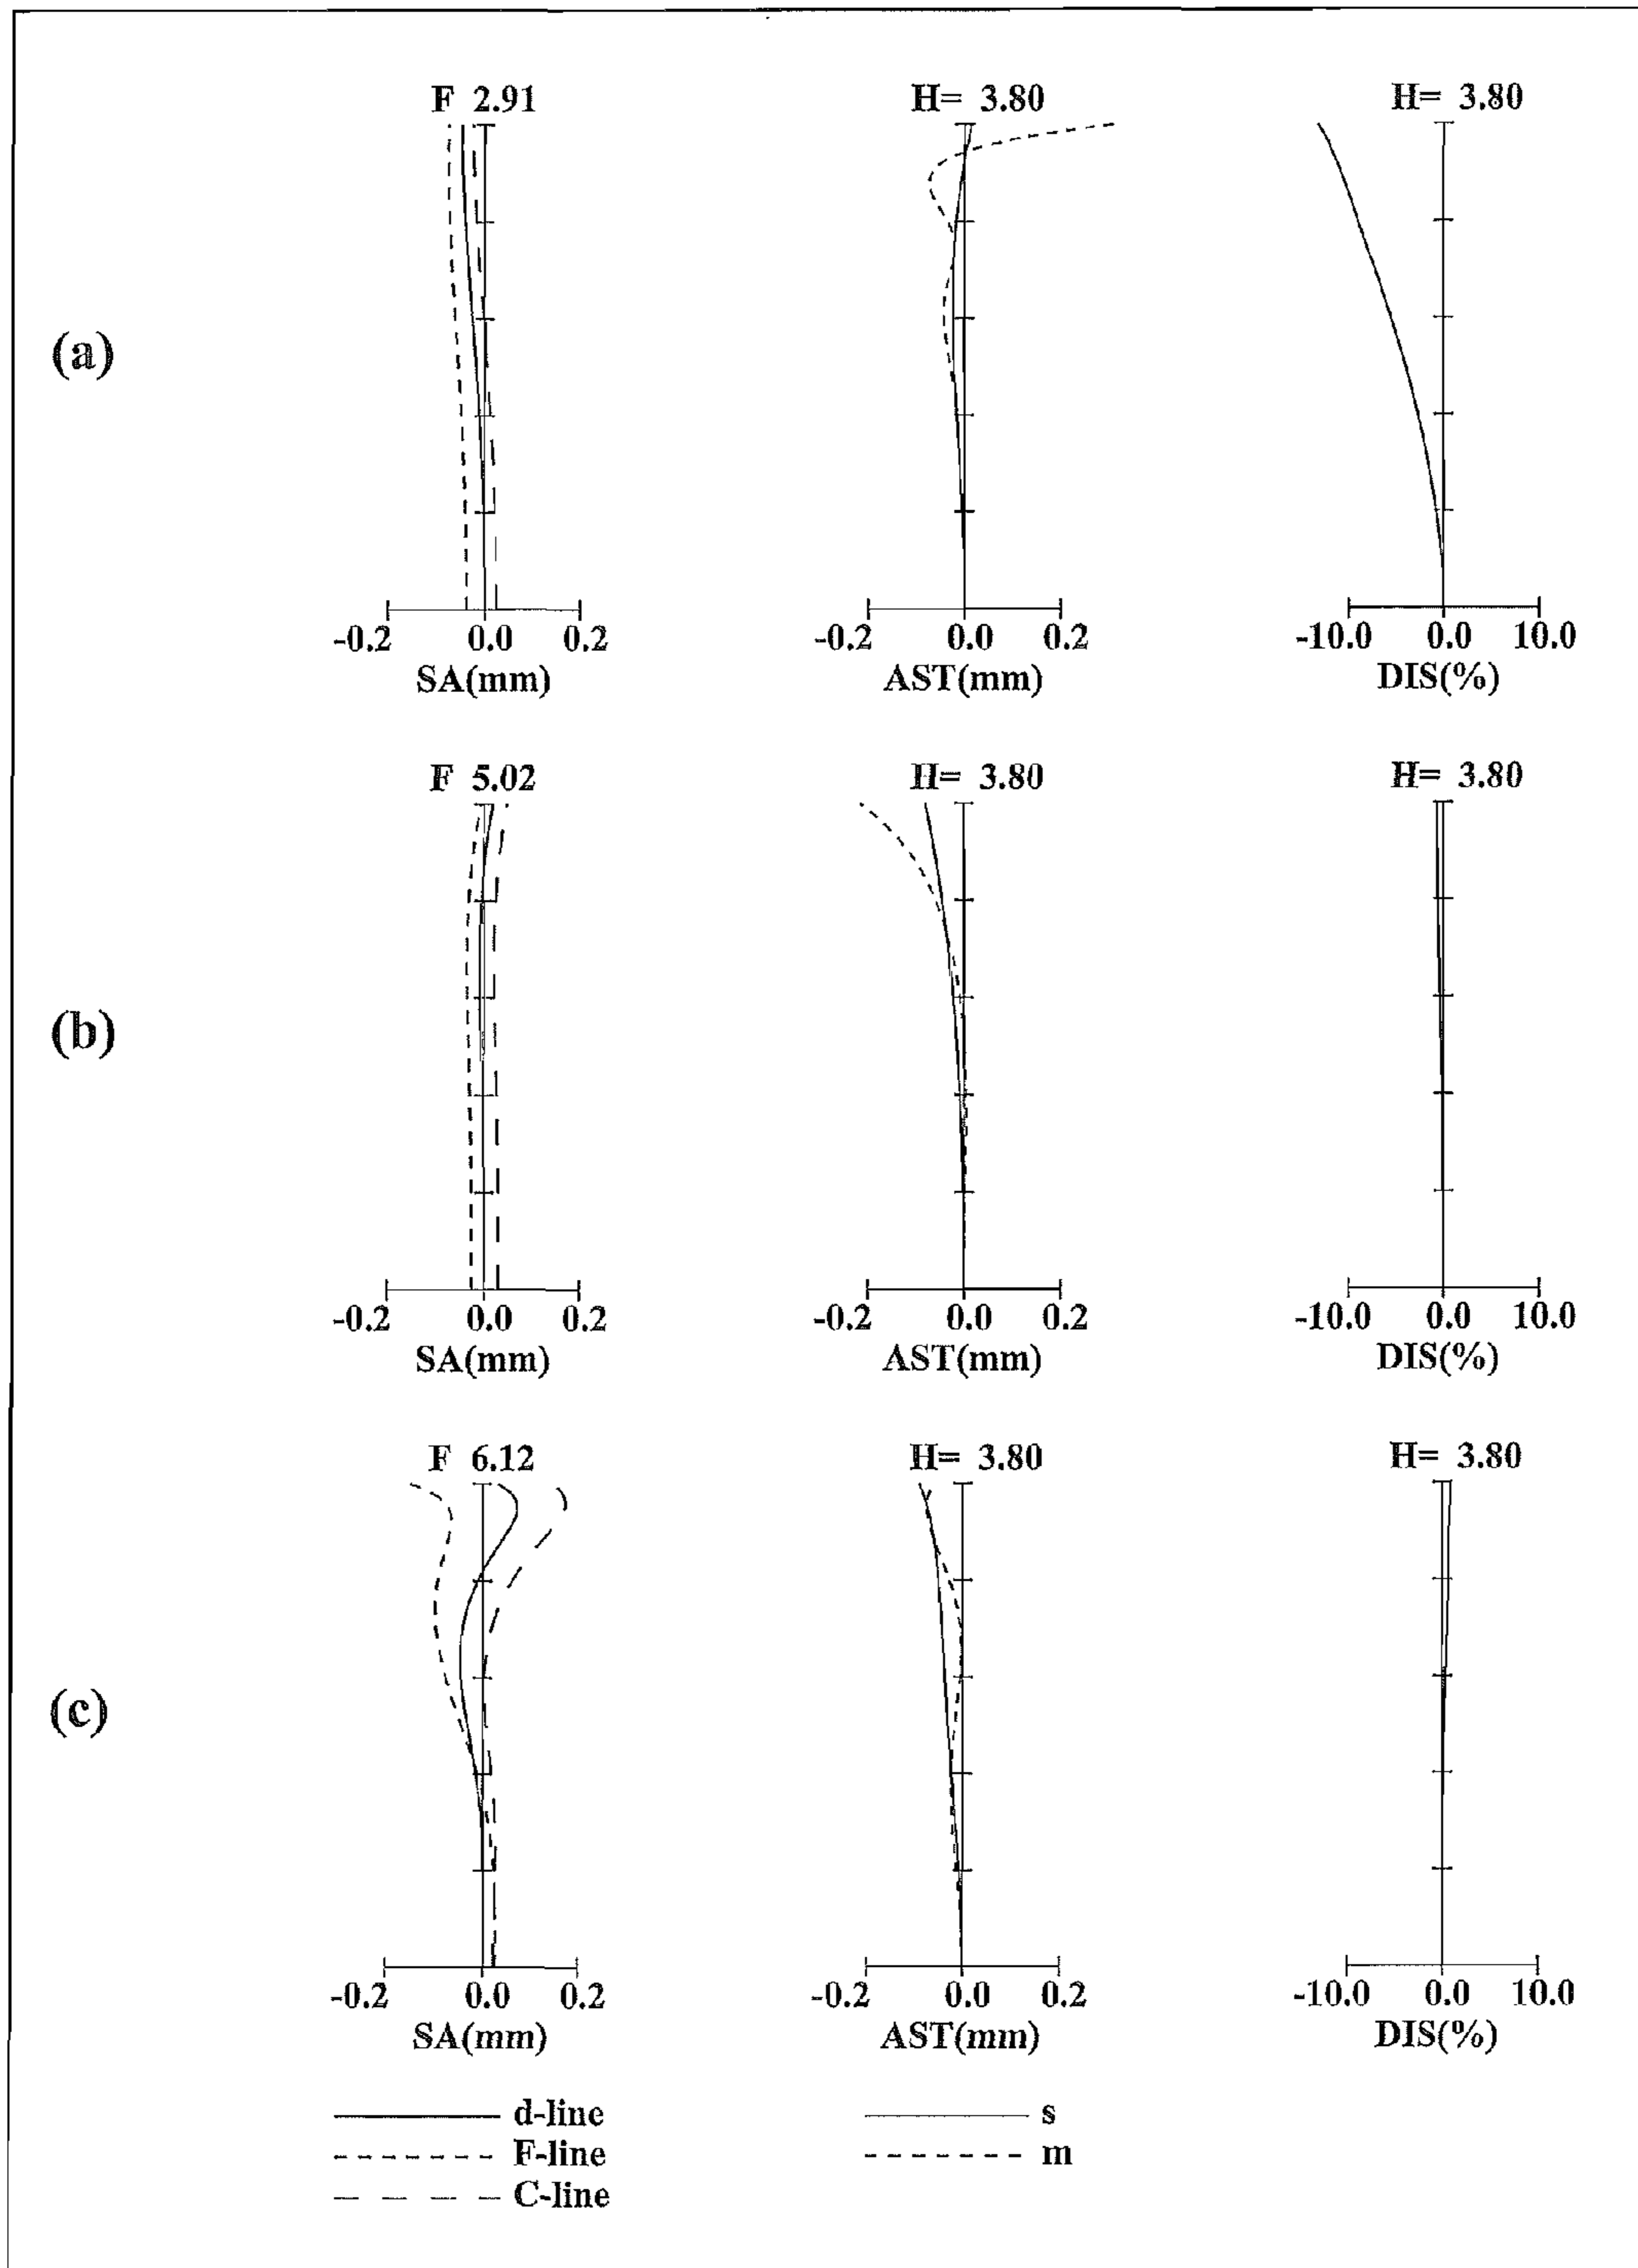 F 2.91 H= 3.80 H= 3.80
(a)
-0.2 0.0 0.2 -0.2 0.0 0.2 -10.0 0.0 10.0
SA(mm) AST(mm) DIS(%)
F 5.02 H= 3.80 H= 3.80
(b)
-0.2 0.0 0.2 -0.2 0.0 0.2 -10.0 0.0 10.0
SA(mm) AST(mm) DIS(%)
F 6.12 H= 3.80 H= 3.80
(c)
-0.2 0.0 0.2 -0.2 0.0 0.2 -10.0 0.0 10.0
SA(mm) AST(mm) DIS(%)
d-line s
F-line m
C-line